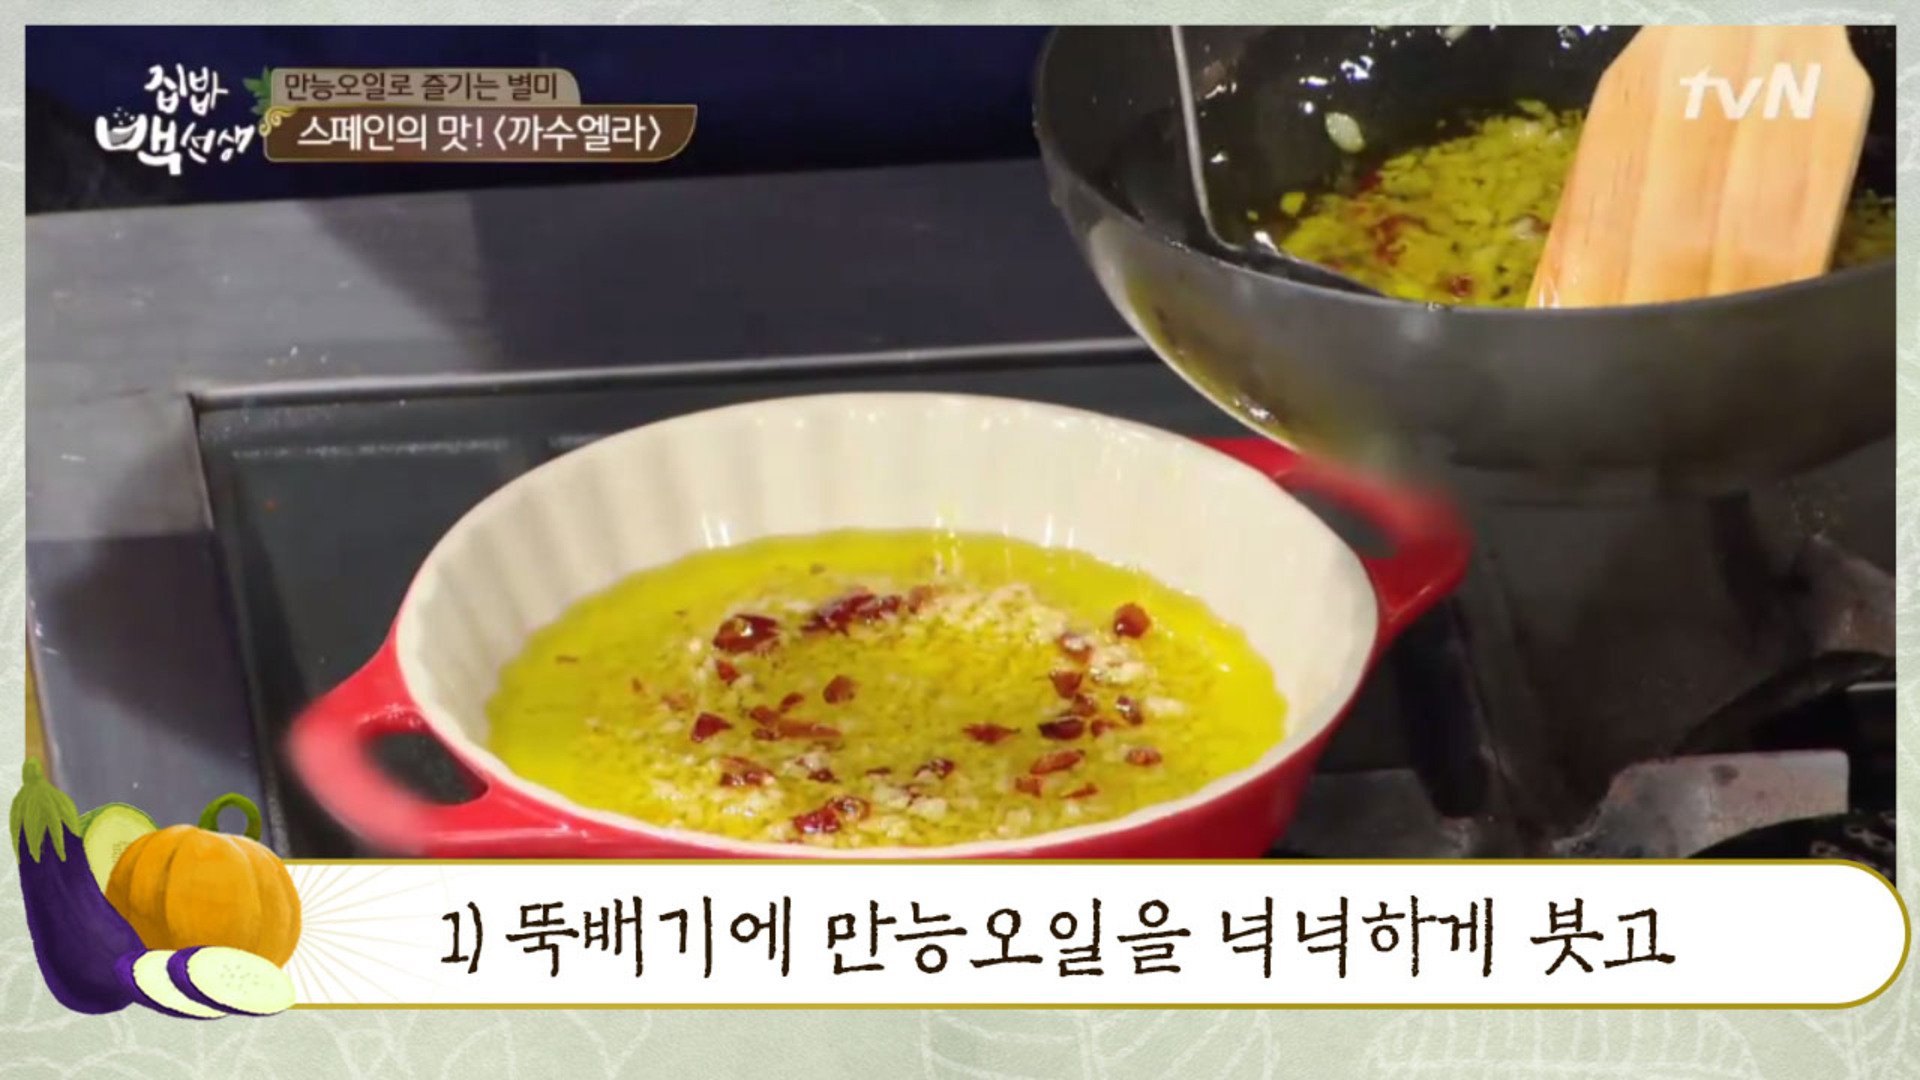 집밥
백선생
만능오일로 즐기는 별미
스페인의 맛! <까수엘라>
tvN
1) 뚝배기에 만능오일을 넉넉하게 붓고